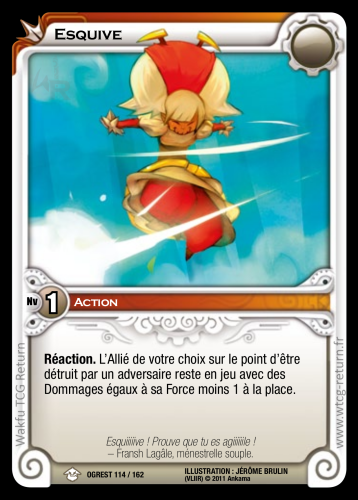 ESQUIVE
Nv 1 ACTION
Réaction. L'Allié de votre choix sur le point d'être
détruit par un adversaire reste en jeu avec des
Dommages égaux à sa Force moins 1 à la place.
Esquiiiiive ! Prouve que tu es agiiiiiile !
– Fransh Lagâle, ménestrelle souple.
OGREST 114 / 162
ILLUSTRATION : JÉRÔME BRULIN
(VLIR) © 2011 Ankama
Wakfu TCG Return
www.wtcg-return.fr